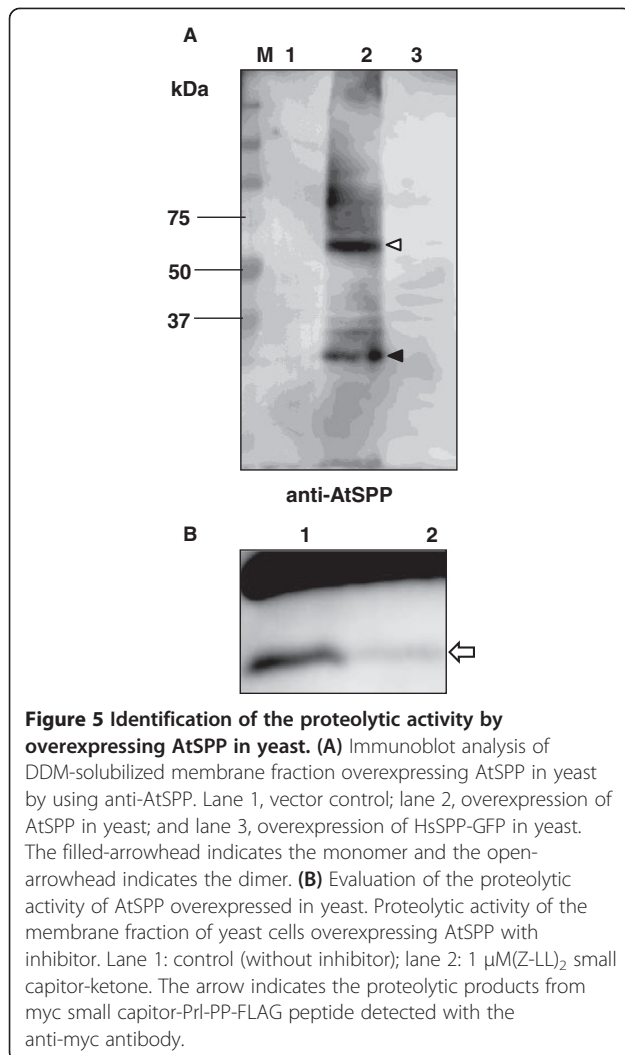 A
M 1 2 3
kDa
75
50
37
anti-AtSPP
B 1 2
Figure 5 Identification of the proteolytic activity by
overexpressing AtSPP in yeast. (A) Immunoblot analysis of
DDM-solubilized membrane fraction overexpressing AtSPP in yeast
by using anti-AtSPP. Lane 1, vector control; lane 2, overexpression of
AtSPP in yeast; and lane 3, overexpression of HsSPP-GFP in yeast.
The filled-arrowhead indicates the monomer and the open-
arrowhead indicates the dimer. (B) Evaluation of the proteolytic
activity of AtSPP overexpressed in yeast. Proteolytic activity of the
membrane fraction of yeast cells overexpressing AtSPP with
inhibitor. Lane 1: control (without inhibitor); lane 2: 1 μM(Z-LL)₂ small
capitor-ketone. The arrow indicates the proteolytic products from
myc small capitor-Prl-PP-FLAG peptide detected with the
anti-myc antibody.